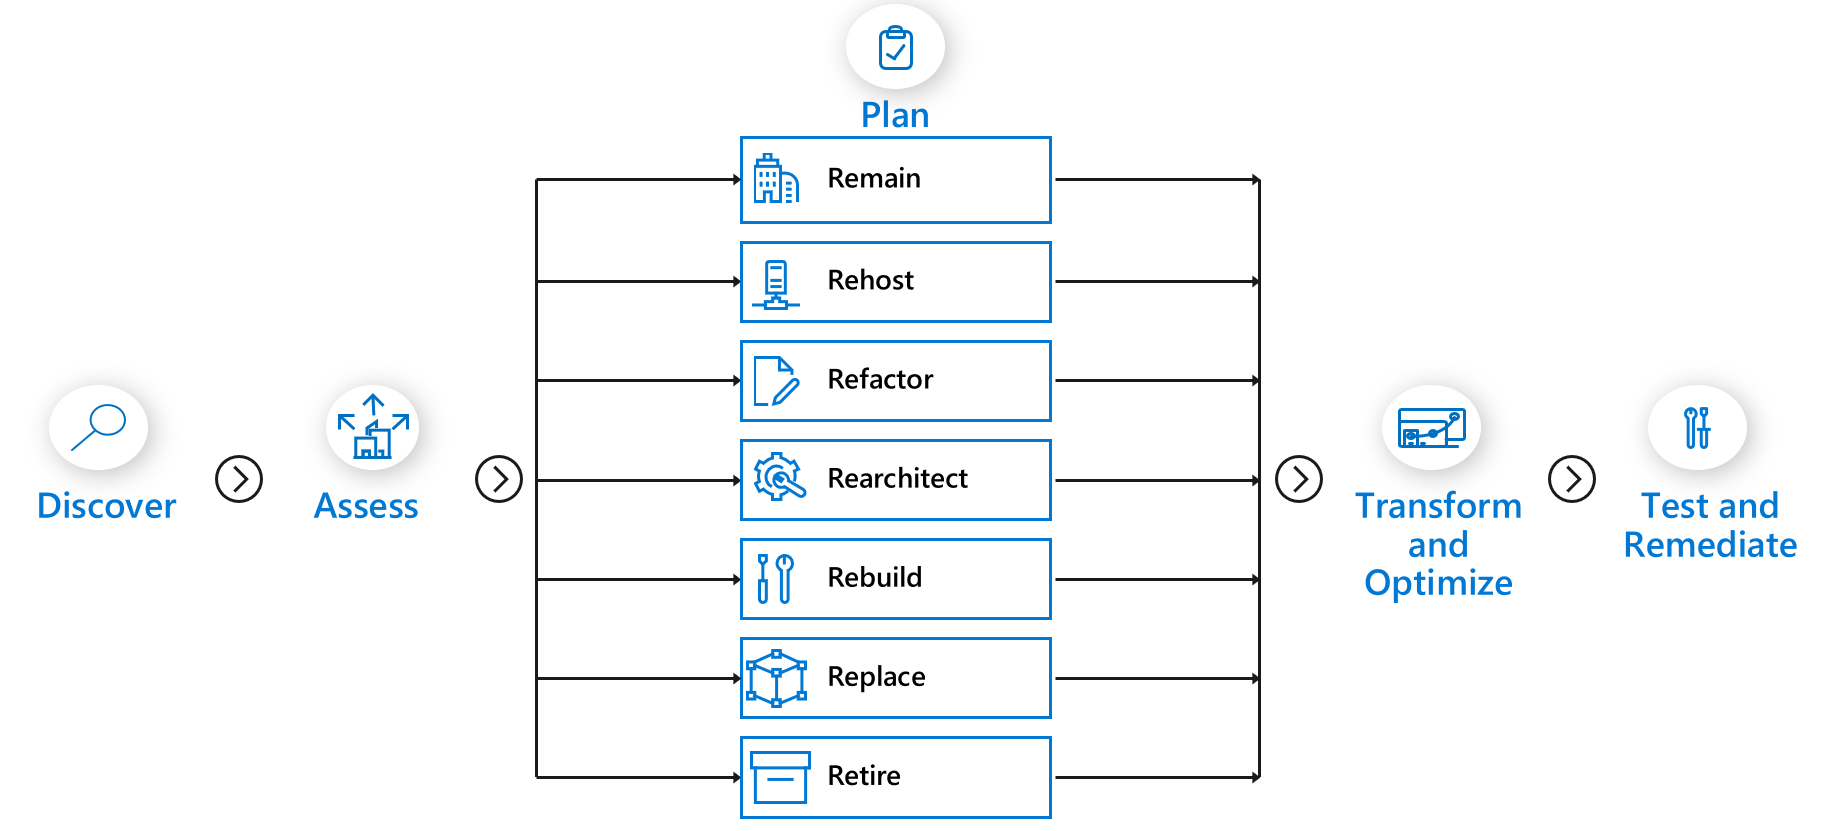 Plan
Remain
Rehost
Refactor
Rearchitect
Rebuild
Replace
Retire
Discover
Assess
Transform
and
Optimize
Test and
Remediate